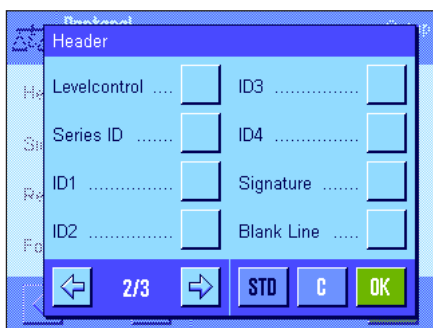 Header
Levelcontrol ....
Series ID .......
ID1 ...............
ID2 ...............
ID3 ...............
ID4 ...............
Signature .......
Blank Line .....
2/3
STD
C
OK